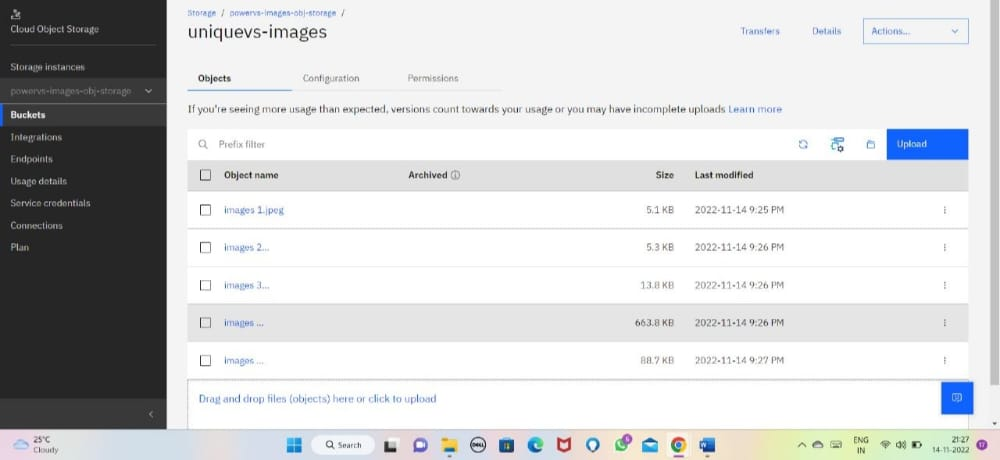 Cloud Object Storage
Storage instances
powervs-images-obj-storage
Buckets
Integrations
Endpoints
Usage details
Service credentials
Connections
Plan
Storage / powervs-images-obj-storage /
uniquevs-images
Transfers Details Actions...
Objects Configuration Permissions
If you're seeing more usage than expected, versions count towards your usage or you may have incomplete uploads Learn more
Prefix filter Upload
Object name Archived Size Last modified
images 1.jpeg 5.1 KB 2022-11-14 9:25 PM
images 2... 5.3 KB 2022-11-14 9:26 PM
images 3... 13.8 KB 2022-11-14 9:26 PM
images ... 663.8 KB 2022-11-14 9:26 PM
images ... 88.7 KB 2022-11-14 9:27 PM
Drag and drop files (objects) here or click to upload
25°C
Cloudy
Search
DELL
6
ENG
IN
21:27
14-11-2022
17